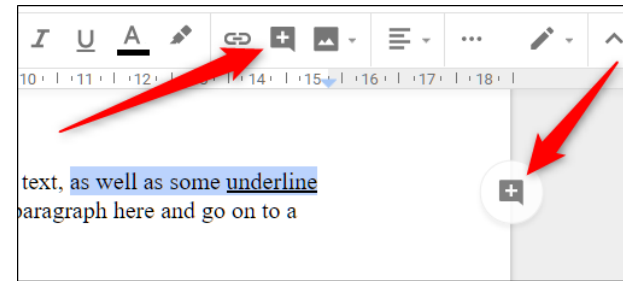 I U A
10 11 12 14 15 16 17 18
text, as well as some underline
paragraph here and go on to a